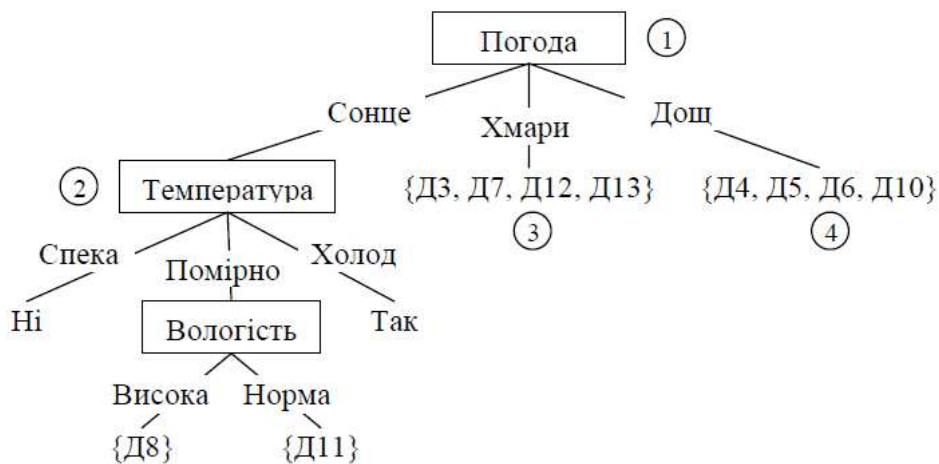 Погода 1
Сонце Хмари Дощ
2 Температура {Д3, Д7, Д12, Д13} {Д4, Д5, Д6, Д10}
3 4
Спека Помірно Холод
Ні Вологість Так
Висока Норма
{Д8} {Д11}